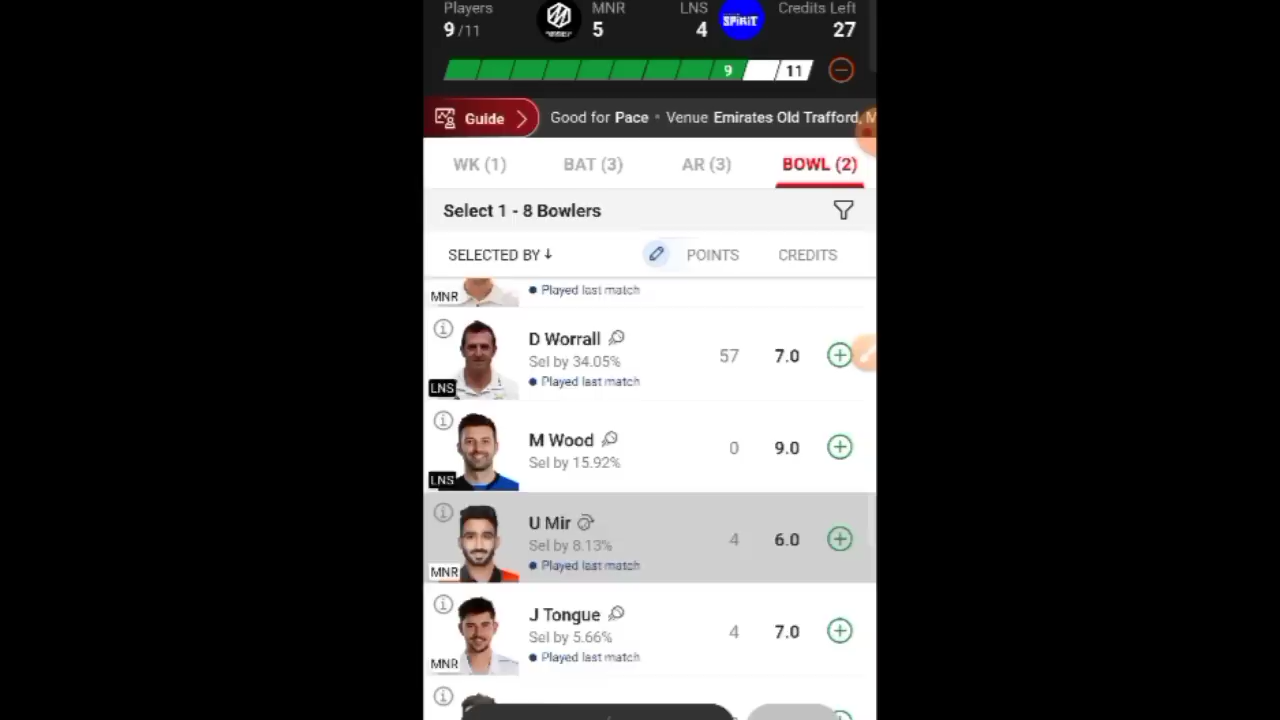 Players MNR LNS SPIRIT Credits Left
9/11 5 4 27
9 11
Guide Good for Pace • Venue Emirates Old Trafford, M
WK (1) BAT (3) AR (3) BOWL (2)
Select 1 - 8 Bowlers
SELECTED BY ↓ POINTS CREDITS
MNR • Played last match
D Worrall
Sel by 34.05% 57 7.0
LNS • Played last match
M Wood
Sel by 15.92% 0 9.0
LNS
U Mir
Sel by 8.13% 4 6.0
MNR • Played last match
J Tongue
Sel by 5.66% 4 7.0
MNR • Played last match